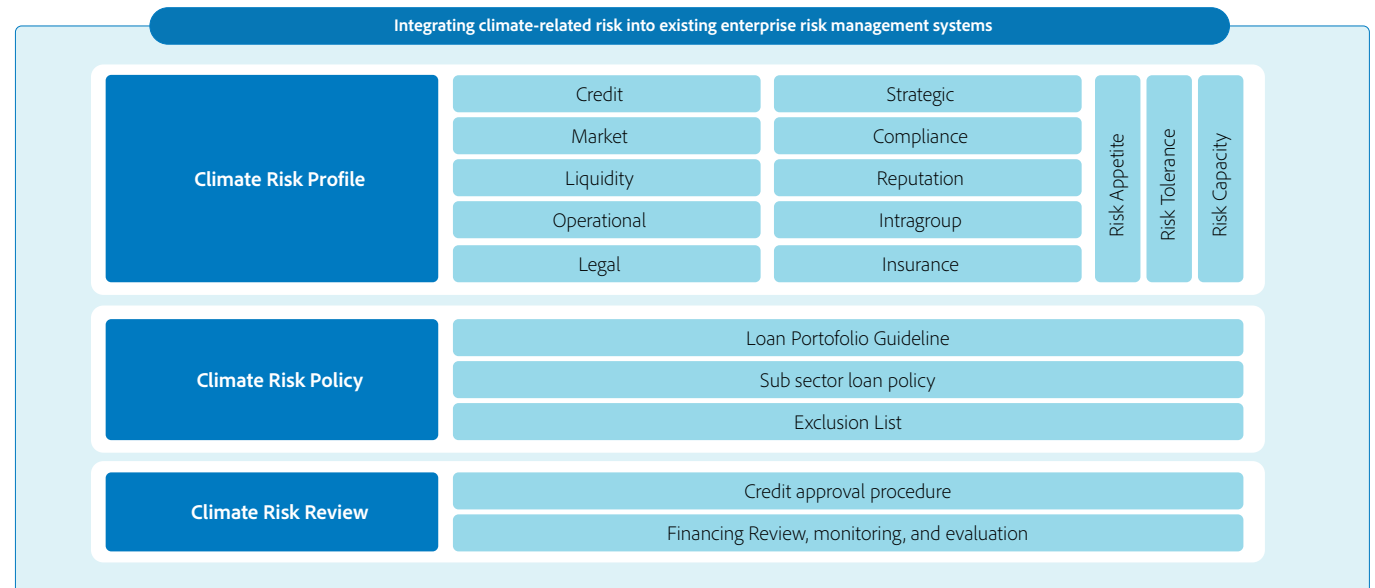 Integrating climate-related risk into existing enterprise risk management systems
Climate Risk Profile
Credit
Market
Liquidity
Operational
Legal
Strategic
Compliance
Reputation
Intragroup
Insurance
Risk Appetite
Risk Tolerance
Risk Capacity
Climate Risk Policy
Loan Portofolio Guideline
Sub sector loan policy
Exclusion List
Climate Risk Review
Credit approval procedure
Financing Review, monitoring, and evaluation